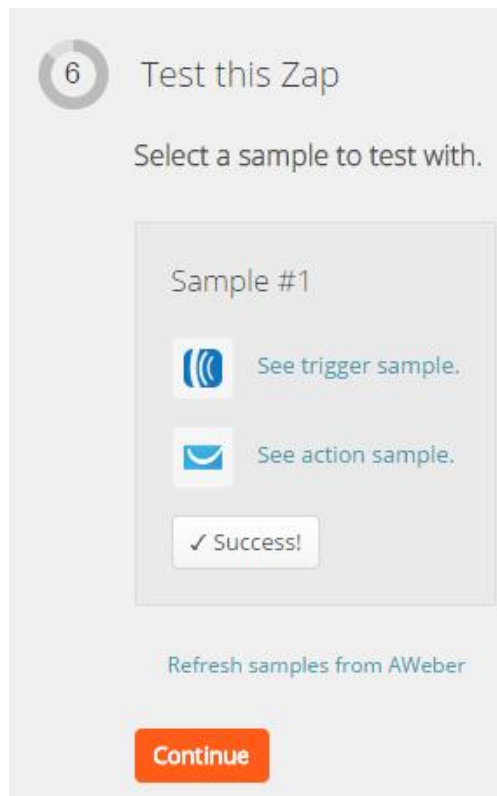 6 Test this Zap
Select a sample to test with.
Sample #1
See trigger sample.
See action sample.
✓ Success!
Refresh samples from AWeber
Continue